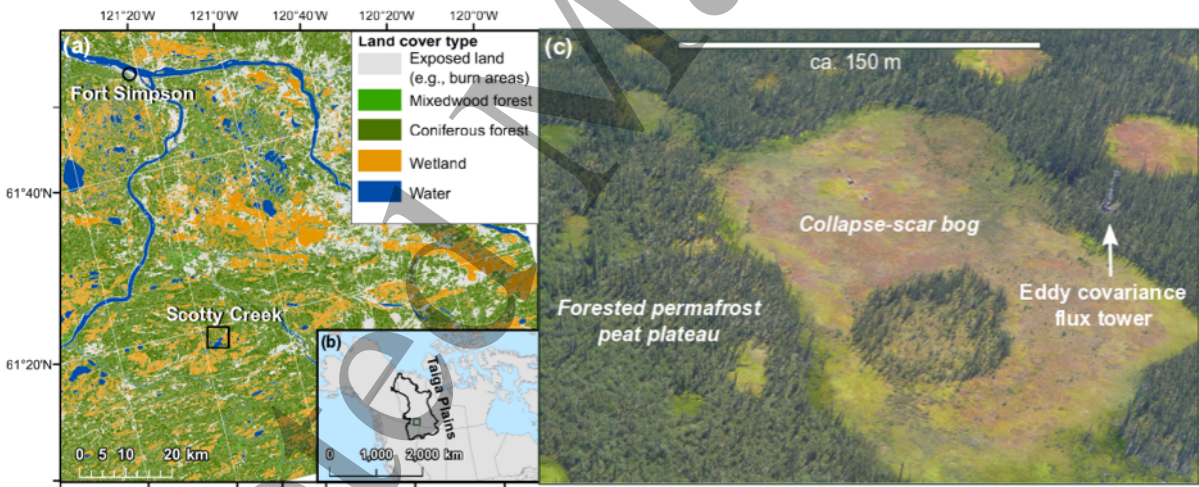 121°20'W 121°0'W 120°40'W 120°20'W 120°0'W
(a)
Fort Simpson
61°40'N
Scotty Creek
61°20'N
0 5 10 20 km
Land cover type
Exposed land
(e.g., burn areas)
Mixedwood forest
Coniferous forest
Wetland
Water
(b)
Taiga Plains
0 1,000 2,000 km
(c)
ca. 150 m
Collapse-scar bog
Forested permafrost
peat plateau
Eddy covariance
flux tower